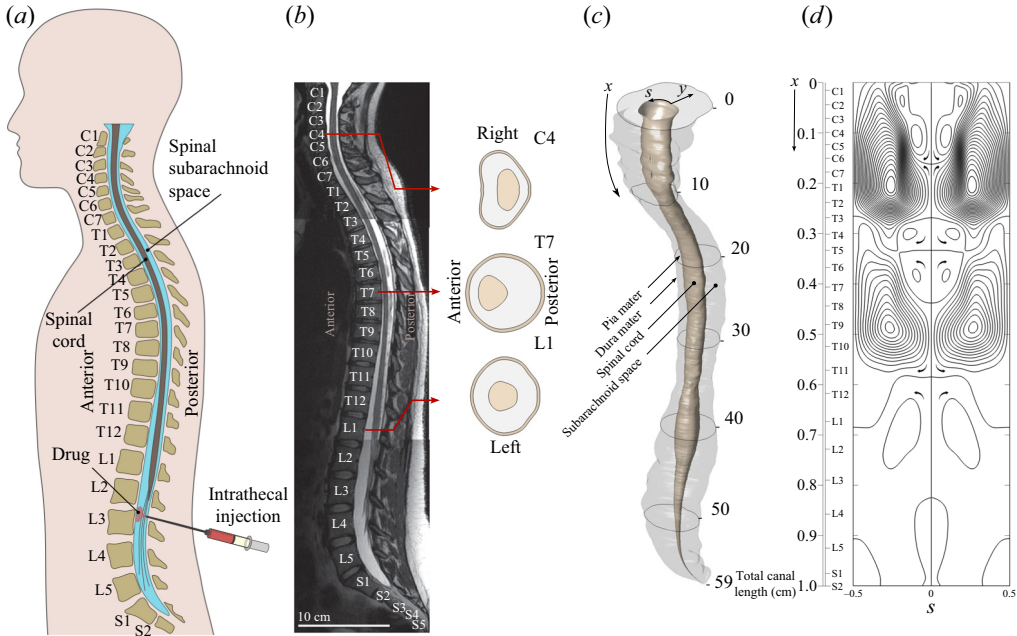 (a)
C1
C2
C3
C4
C5
C6
C7
T1
T2
T3
T4
T5
T6
T7
T8
T9
T10
T11
T12
L1
L2
L3
L4
L5
S1
S2
Spinal
subarachnoid
space
Spinal
cord
Anterior
Posterior
Drug
Intrathecal
injection
(b)
C1
C2
C3
C4
C5
C6
C7
T1
T2
T3
T4
T5
T6
T7
T8
T9
T10
T11
T12
L1
L2
L3
L4
L5
S1
S2
S3
S4
S5
Anterior
Posterior
10 cm
Right
C4
T7
Anterior
Posterior
L1
Left
(c)
x
s
y
0
10
20
30
40
50
59
Total canal
length (cm)
Pia mater
Dura mater
Spinal cord
Subarachnoid space
(d)
x
0
0.1
0.2
0.3
0.4
0.5
0.6
0.7
0.8
0.9
1.0
C1
C2
C3
C4
C5
C6
C7
T1
T2
T3
T4
T5
T6
T7
T8
T9
T10
T11
T12
L1
L2
L3
L5
S1
S2
-0.5
0
0.5
s